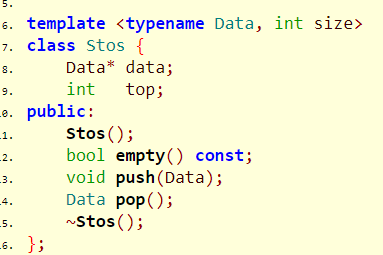 5.
6. template <typename Data, int size>
7. class Stos {
8.     Data* data;
9.     int   top;
0. public:
1.     Stos();
2.     bool empty() const;
3.     void push(Data);
4.     Data pop();
5.     ~Stos();
6. };